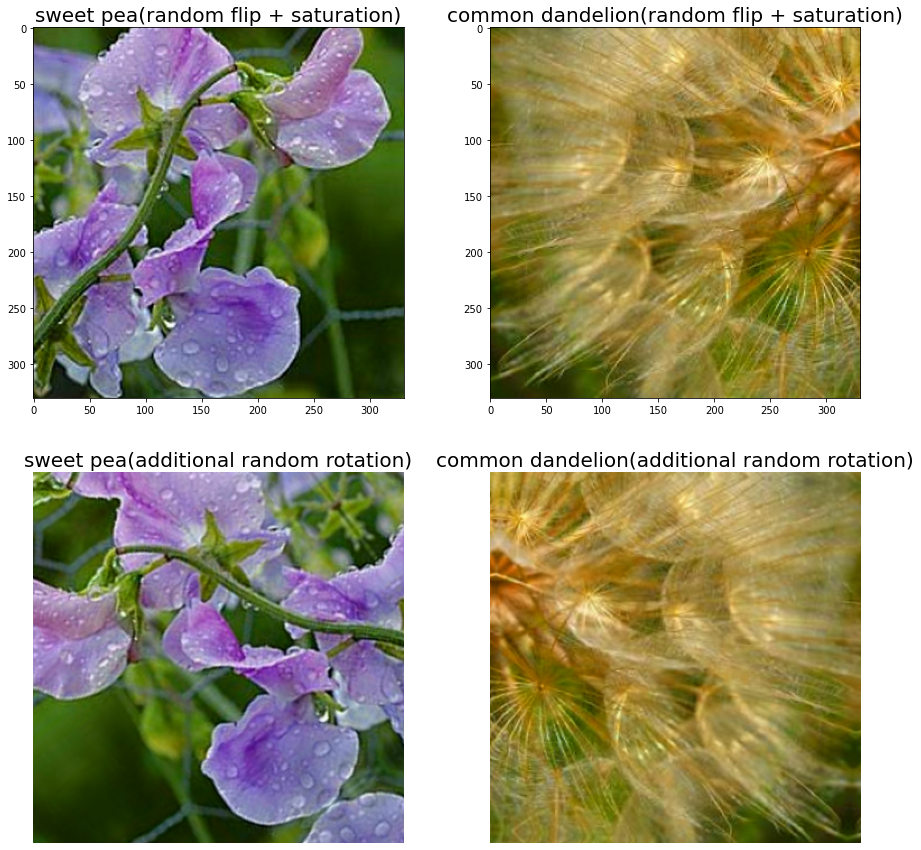 sweet pea(random flip + saturation)
common dandelion(random flip + saturation)
0
50
100
150
200
250
300
0 50 100 150 200 250 300
0
50
100
150
200
250
300
0 50 100 150 200 250 300
sweet pea(additional random rotation)
common dandelion(additional random rotation)